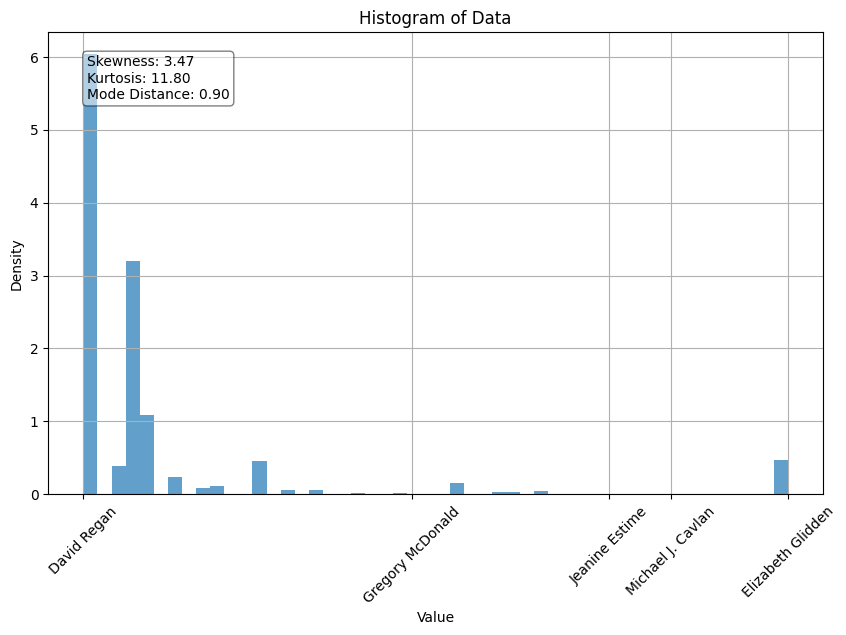 Histogram of Data
Skewness: 3.47
Kurtosis: 11.80
Mode Distance: 0.90
Density
6
5
4
3
2
1
0
David Regan
Gregory McDonald
Jeanine Estime
Michael J. Cavlan
Elizabeth Glidden
Value